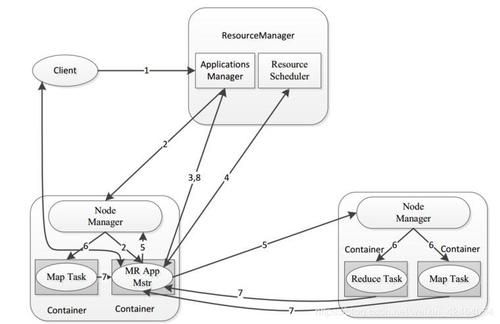 ResourceManager
Client
1
Applications
Manager
Resource
Scheduler
2
3,8
4
Node
Manager
6
2
5
Map Task
7
MR App
Mstr
Container
Container
5
Node
Manager
Container
6
6
Container
Reduce Task
Map Task
7
7